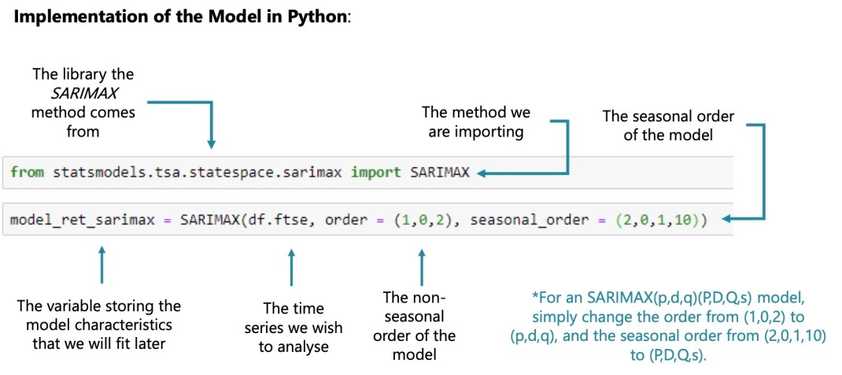 Implementation of the Model in Python:
The library the
SARIMAX
method comes
from
The method we
are importing
The seasonal order
of the model
from statsmodels.tsa.statespace.sarimax import SARIMAX
model_ret_sarimax = SARIMAX(df.ftse, order = (1,0,2), seasonal_order = (2,0,1,10))
The variable storing the
model characteristics
that we will fit later
The time
series we wish
to analyse
The non-
seasonal
order of the
model
*For an SARIMAX(p,d,q)(P,D,Q,s) model,
simply change the order from (1,0,2) to
(p,d,q), and the seasonal order from (2,0,1,10)
to (P,D,Q,s).